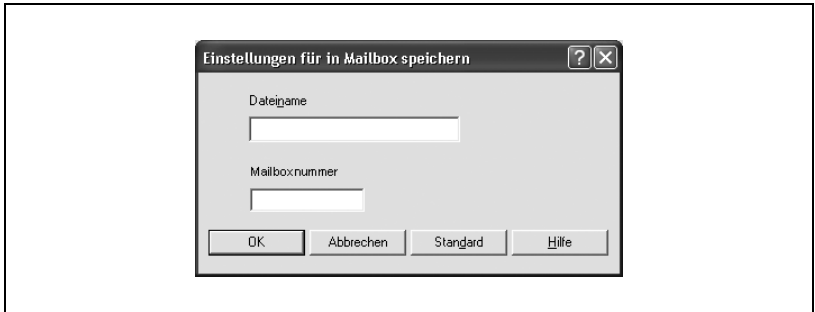 Einstellungen für in Mailbox speichern
Dateiname
Mailboxnummer
OK Abbrechen Standard Hilfe